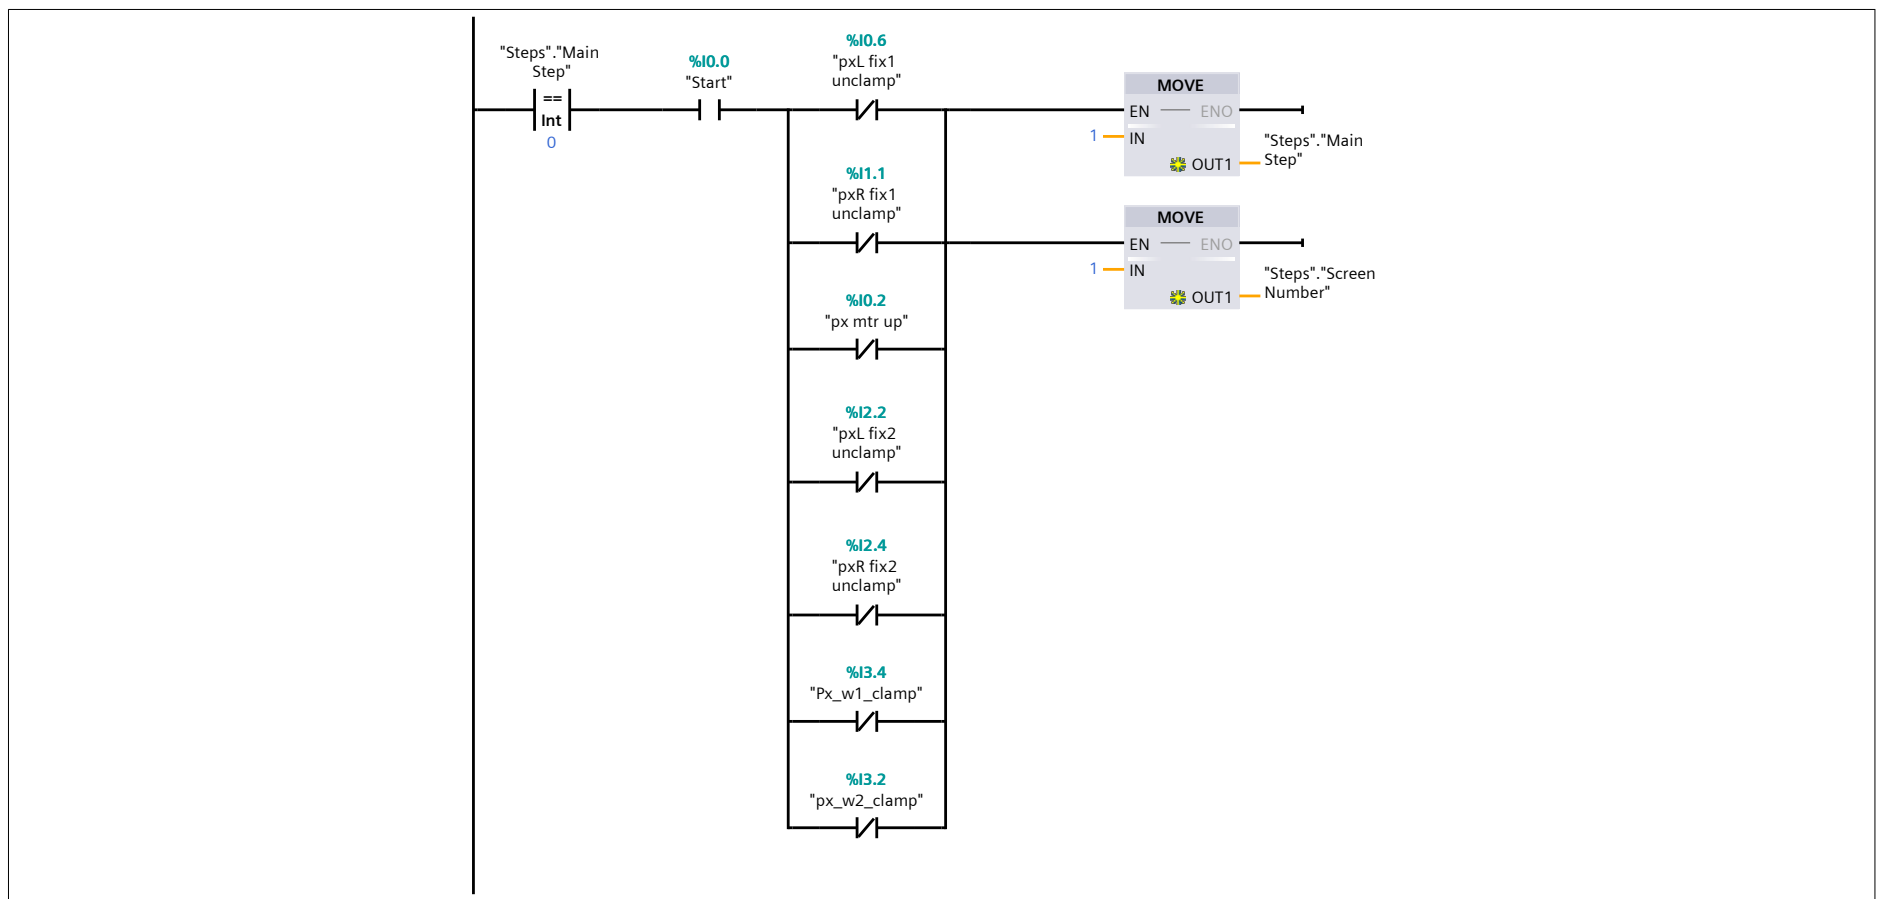 "Steps"."Main
Step"
==
Int
0
%I0.0
"Start"
%I0.6
"pxL fix1
unclamp"
%I1.1
"pxR fix1
unclamp"
%I0.2
"px mtr up"
%I2.2
"pxL fix2
unclamp"
%I2.4
"pxR fix2
unclamp"
%I3.4
"Px_w1_clamp"
%I3.2
"px_w2_clamp"
MOVE
EN ENO
1 IN
OUT1
"Steps"."Main
Step"
MOVE
EN ENO
1 IN
OUT1
"Steps"."Screen
Number"